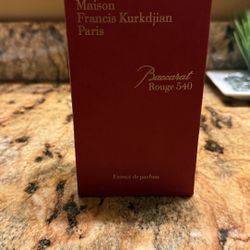 Maison
Francis Kurkdjian
Paris
Baccarat
Rouge 540
Extrait de parfum